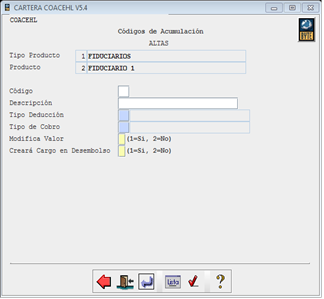 CARTERA COACEHL V5.4
COACEHL
Códigos de Acumulación
ALTAS
BYTE
Tipo Producto 1 FIDUCIARIOS
Producto 2 FIDUCIARIO 1
Código
Descripción
Tipo Deducción
Tipo de Cobro
Modifica Valor (1=Si, 2=No)
Creará Cargo en Desembolso (1=Si, 2=No)
Lista